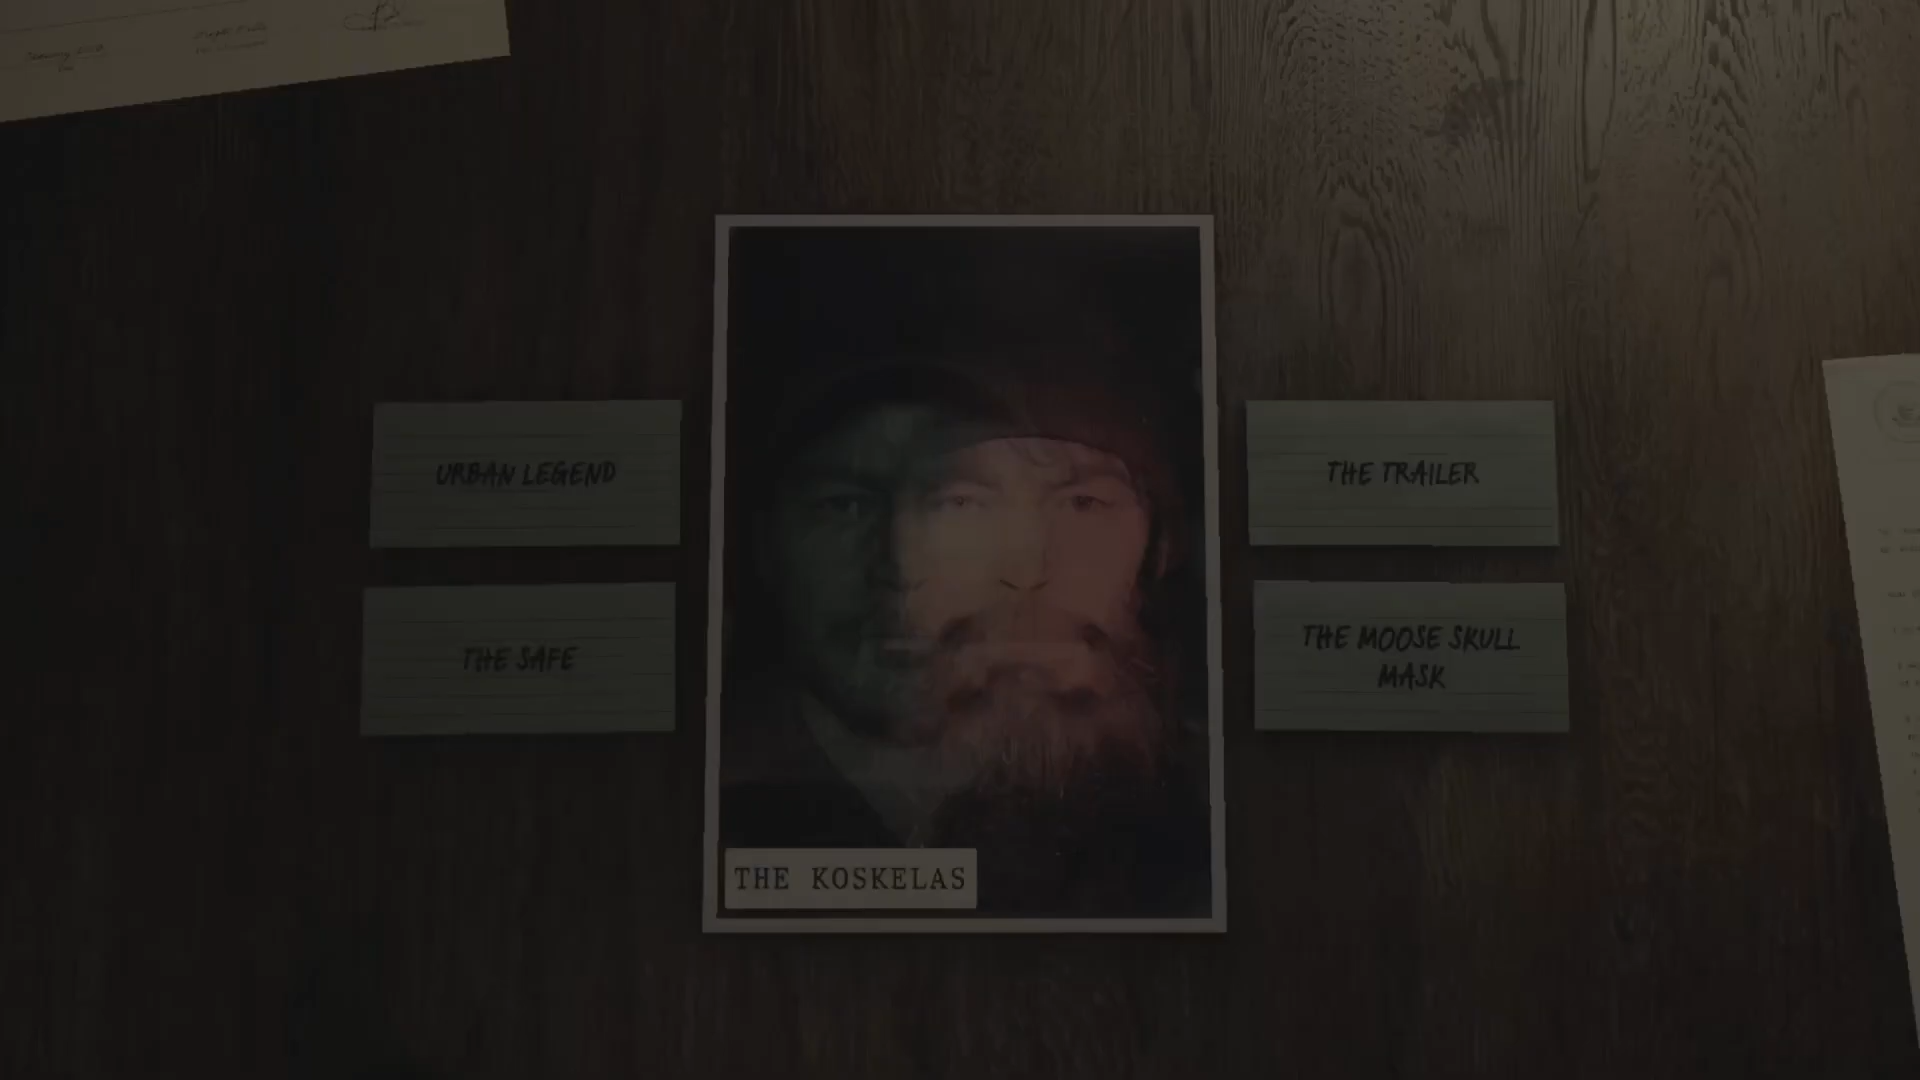 URBAN LEGEND
THE SAFE
THE KOSKELAS
THE TRAILER
THE MOOSE SKULL
MASK